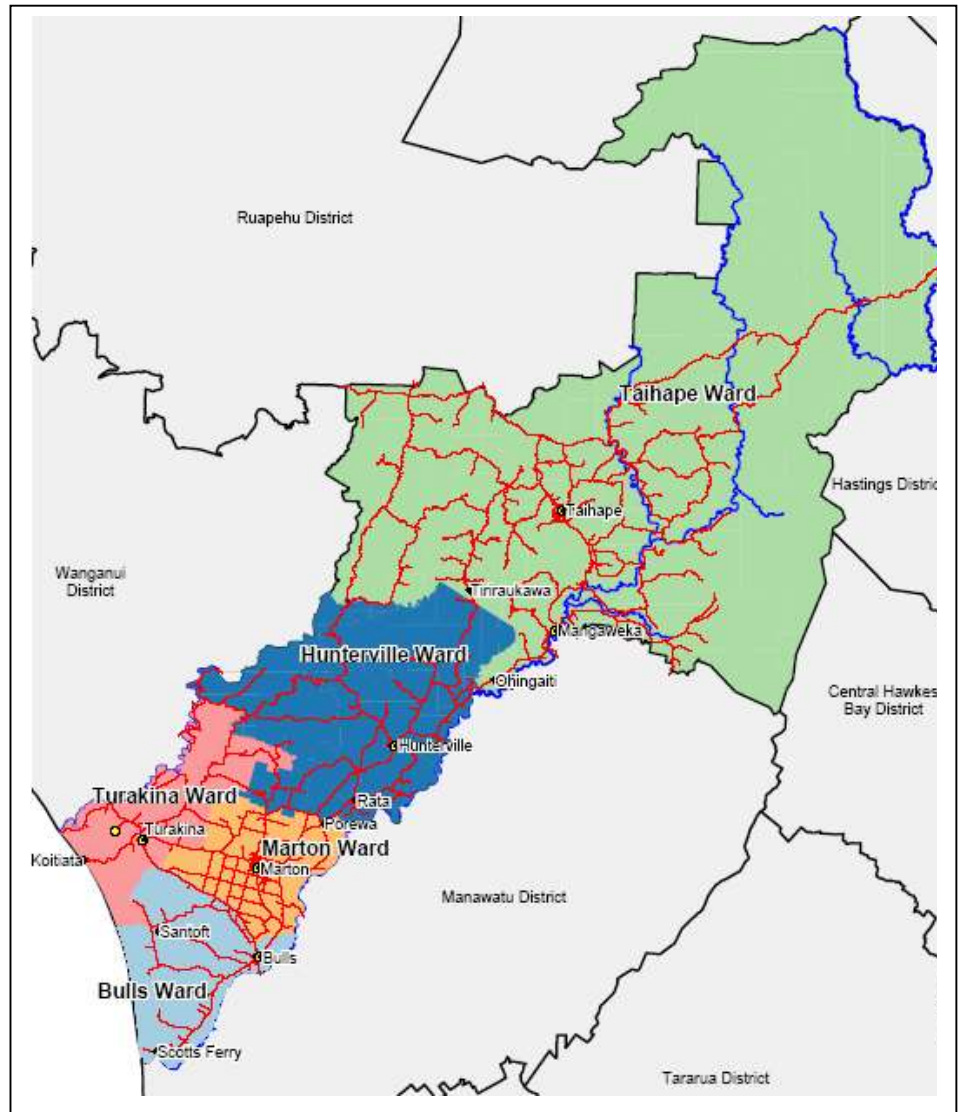 Ruapehu District
Taihape Ward
Hastings Distric
Taihape
Wanganui
District
Tiriraukawa
Mangaweka
Hunterville Ward
Ohingaiti
Central Hawkes
Bay District
Hunterville
Turakina Ward
Rata
Porewa
Turakina
Marton Ward
Koitiata
Marton
Manawatu District
Santoft
Bulls
Bulls Ward
Scotts Ferry
Tararua District